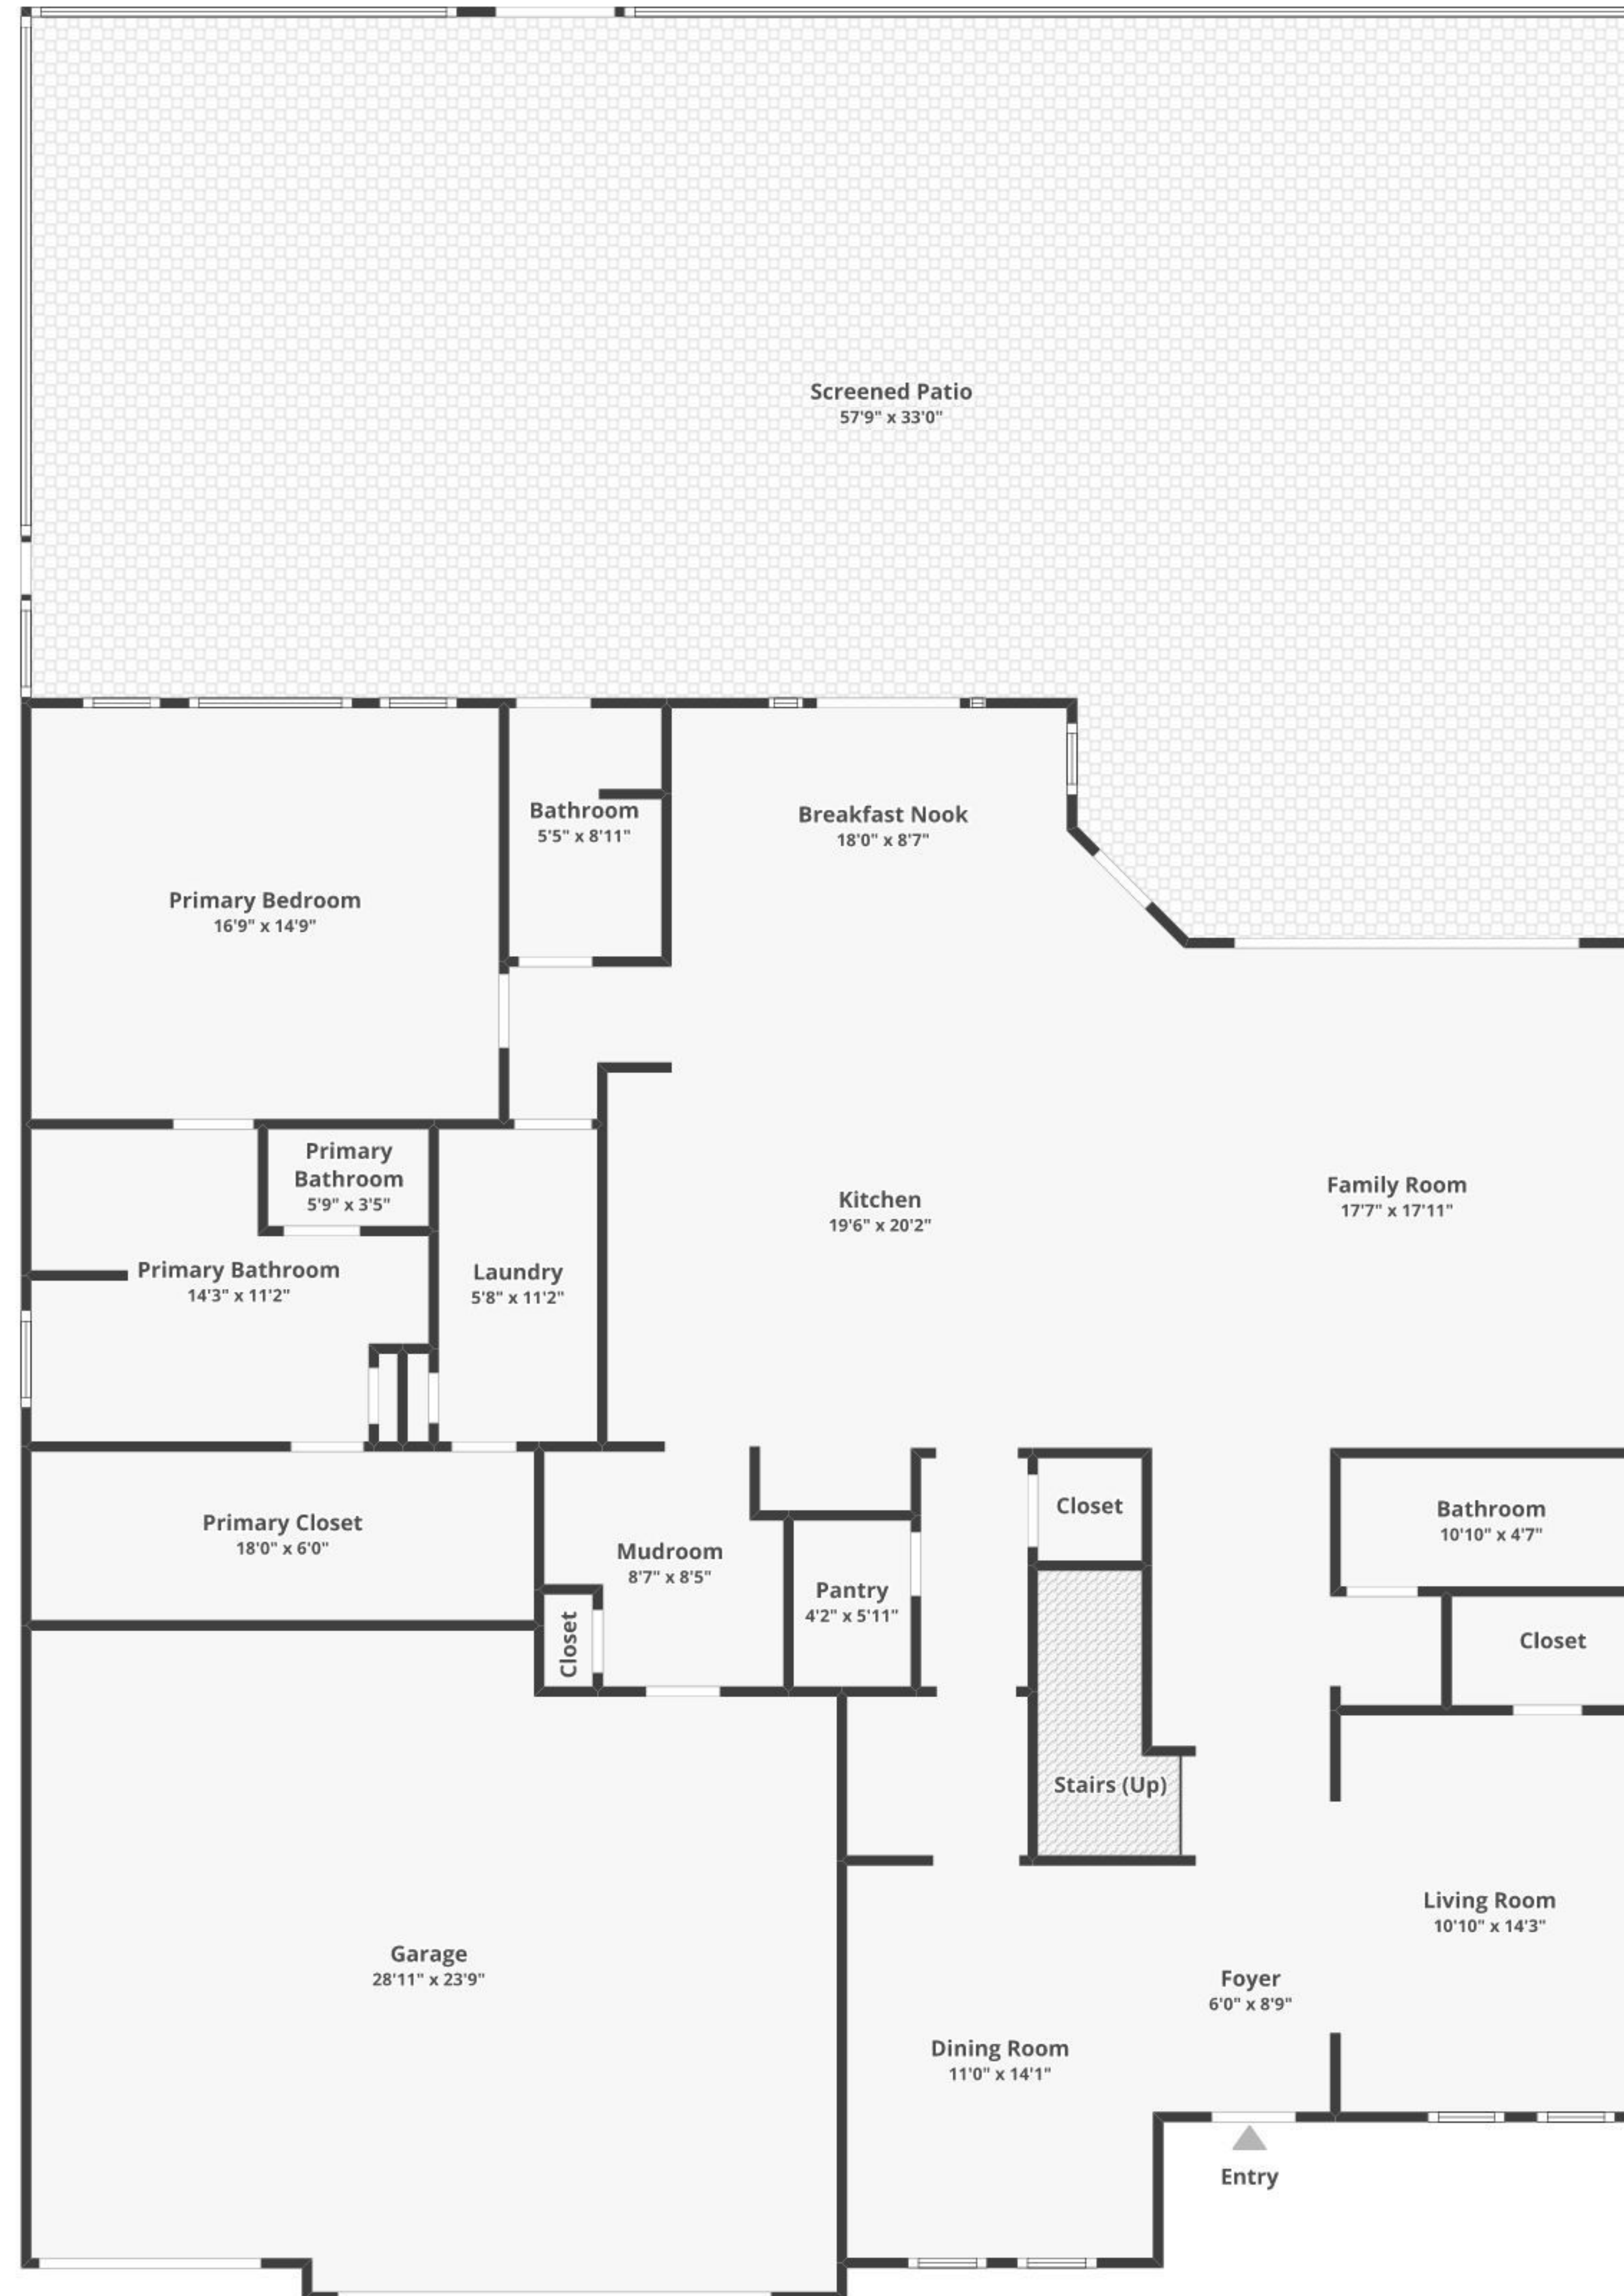 Screened Patio
57'9" x 33'0"
Bathroom
5'5" x 8'11"
Breakfast Nook
18'0" x 8'7"
Primary Bedroom
16'9" x 14'9"
Primary
Bathroom
5'9" x 3'5"
Kitchen
19'6" x 20'2"
Family Room
17'7" x 17'11"
Primary Bathroom
14'3" x 11'2"
Laundry
5'8" x 11'2"
Closet
Bathroom
10'10" x 4'7"
Primary Closet
18'0" x 6'0"
Mudroom
8'7" x 8'5"
Pantry
4'2" x 5'11"
Closet
Closet
Stairs (Up)
Living Room
10'10" x 14'3"
Garage
28'11" x 23'9"
Foyer
6'0" x 8'9"
Dining Room
11'0" x 14'1"
Entry